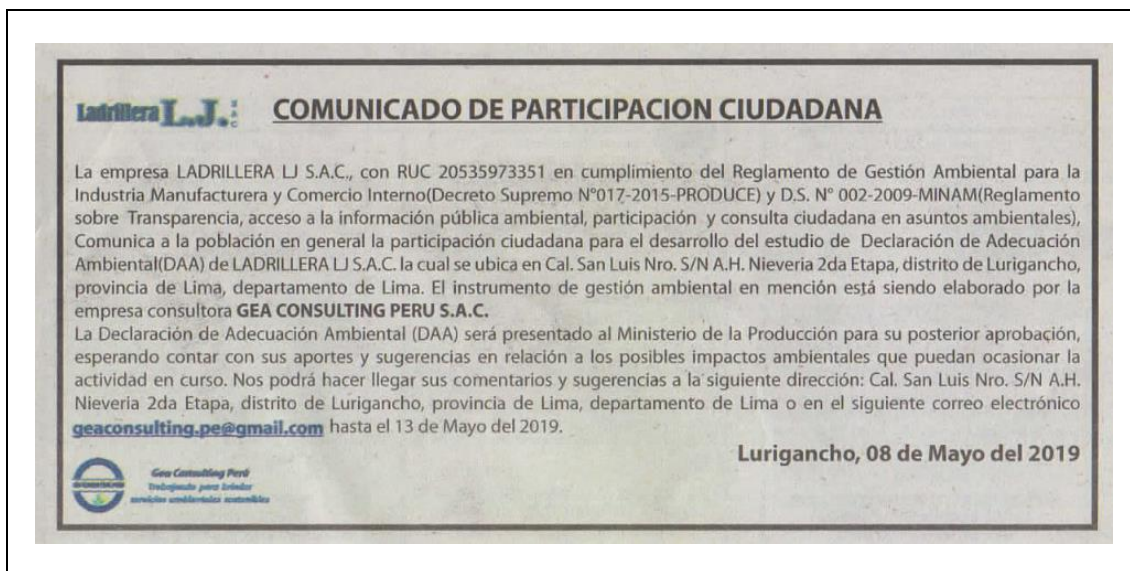 Ladrillera L.J. SAC
COMUNICADO DE PARTICIPACION CIUDADANA
La empresa LADRILLERA LJ S.A.C., con RUC 20535973351 en cumplimiento del Reglamento de Gestión Ambiental para la
Industria Manufacturera y Comercio Interno(Decreto Supremo N°017-2015-PRODUCE) y D.S. N° 002-2009-MINAM(Reglamento
sobre Transparencia, acceso a la información pública ambiental, participación y consulta ciudadana en asuntos ambientales),
Comunica a la población en general la participación ciudadana para el desarrollo del estudio de Declaración de Adecuación
Ambiental(DAA) de LADRILLERA LJ S.A.C. la cual se ubica en Cal. San Luis Nro. S/N A.H. Nieveria 2da Etapa, distrito de Lurigancho,
provincia de Lima, departamento de Lima. El instrumento de gestión ambiental en mención está siendo elaborado por la
empresa consultora GEA CONSULTING PERU S.A.C.
La Declaración de Adecuación Ambiental (DAA) será presentado al Ministerio de la Producción para su posterior aprobación,
esperando contar con sus aportes y sugerencias en relación a los posibles impactos ambientales que puedan ocasionar la
actividad en curso. Nos podrá hacer llegar sus comentarios y sugerencias a la siguiente dirección: Cal. San Luis Nro. S/N A.H.
Nieveria 2da Etapa, distrito de Lurigancho, provincia de Lima, departamento de Lima o en el siguiente correo electrónico
geaconsulting.pe@gmail.com hasta el 13 de Mayo del 2019.
Lurigancho, 08 de Mayo del 2019
Gea Consulting Perú
Trabajando para brindar
servicios ambientales sostenibles